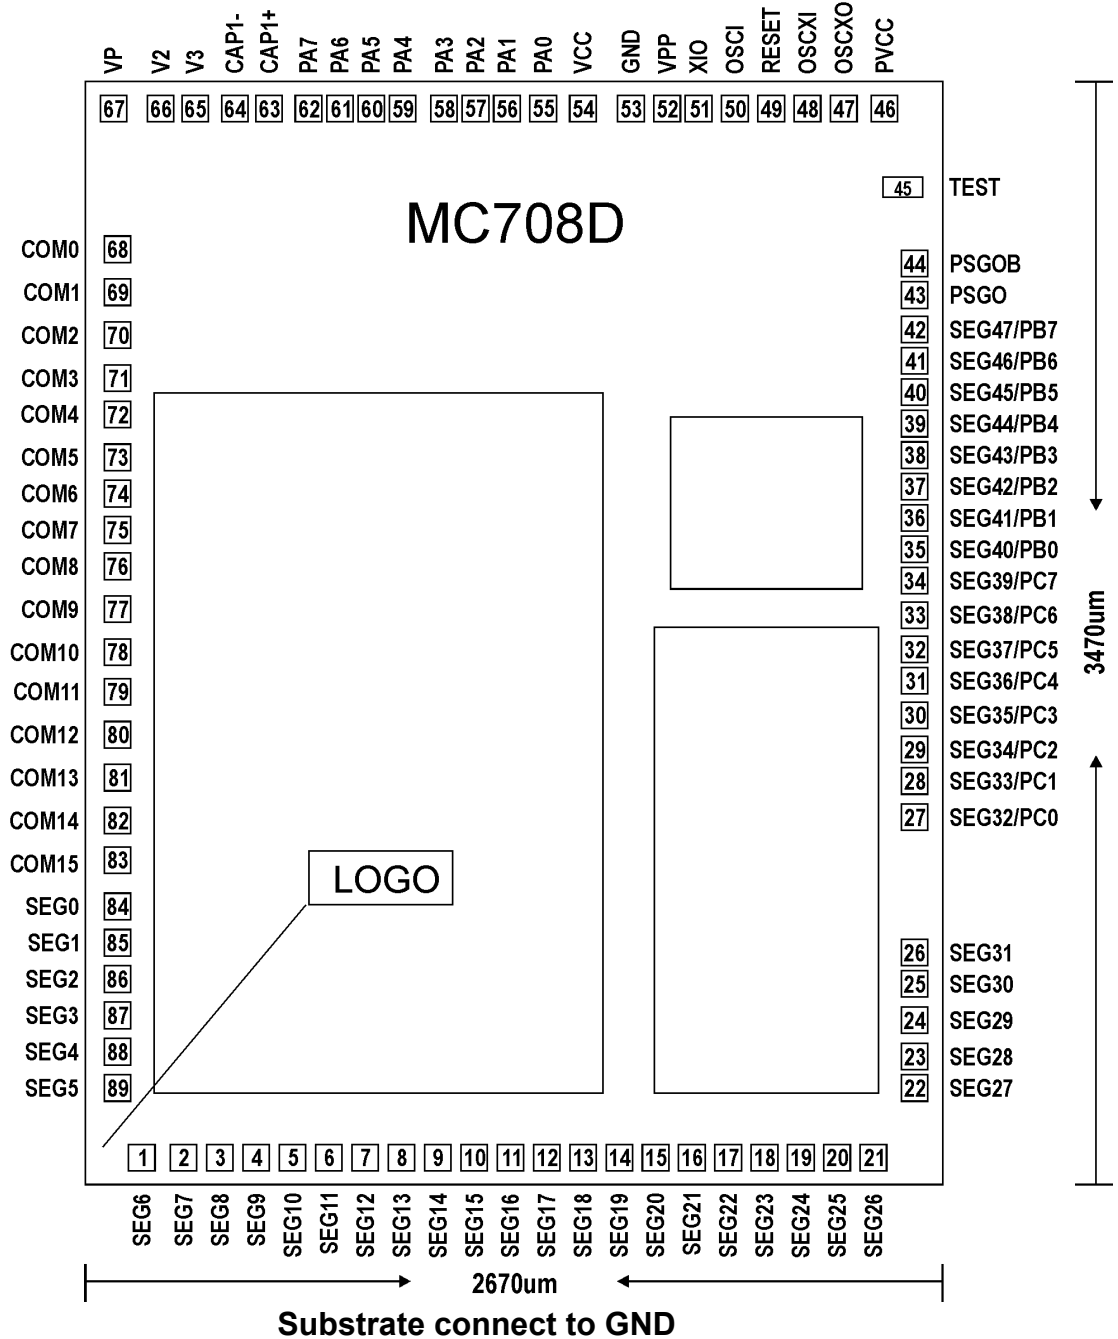 VP V2 V3 CAP1- CAP1+ PA7 PA6 PA5 PA4 PA3 PA2 PA1 PA0 VCC GND VPP XIO OSCI RESET OSCXI OSCXO PVCC
67 66 65 64 63 62 61 60 59 58 57 56 55 54 53 52 51 50 49 48 47 46
45 TEST
MC708D
COM0 68
44 PSGOB
COM1 69
43 PSGO
COM2 70
42 SEG47/PB7
41 SEG46/PB6
COM3 71
40 SEG45/PB5
COM4 72
39 SEG44/PB4
COM5 73
38 SEG43/PB3
37 SEG42/PB2
COM6 74
36 SEG41/PB1
COM7 75
35 SEG40/PB0
COM8 76
34 SEG39/PC7
COM9 77
33 SEG38/PC6
3470um
COM10 78
32 SEG37/PC5
31 SEG36/PC4
COM11 79
30 SEG35/PC3
COM12 80
29 SEG34/PC2
COM13 81
28 SEG33/PC1
COM14 82
27 SEG32/PC0
COM15 83
LOGO
SEG0 84
SEG1 85
26 SEG31
SEG2 86
25 SEG30
SEG3 87
24 SEG29
SEG4 88
23 SEG28
SEG5 89
22 SEG27
1 2 3 4 5 6 7 8 9 10 11 12 13 14 15 16 17 18 19 20 21
SEG6 SEG7 SEG8 SEG9 SEG10 SEG11 SEG12 SEG13 SEG14 SEG15 SEG16 SEG17 SEG18 SEG19 SEG20 SEG21 SEG22 SEG23 SEG24 SEG25 SEG26
2670um
Substrate connect to GND